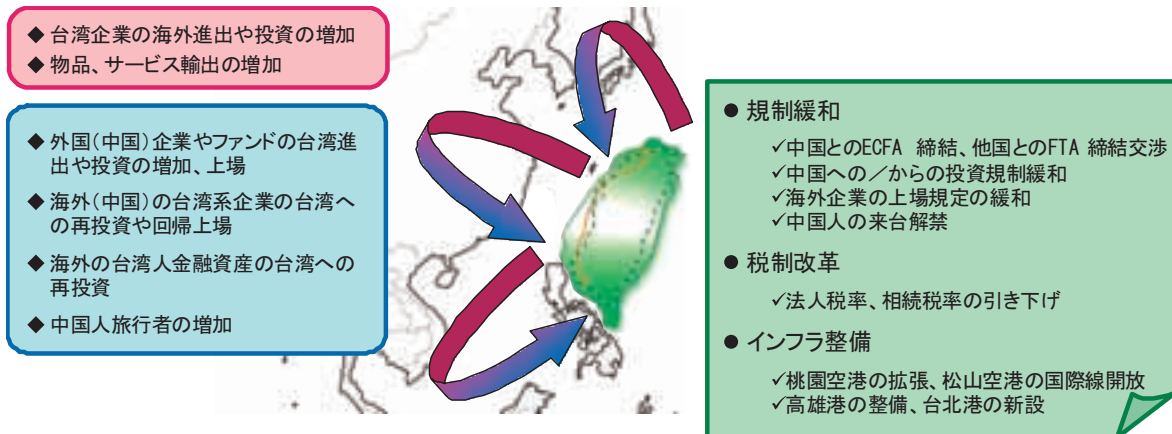 ◆ 台湾企業の海外進出や投資の増加
◆ 物品、サービス輸出の増加
◆ 外国(中国)企業やファンドの台湾進
出や投資の増加、上場
◆ 海外(中国)の台湾系企業の台湾へ
の再投資や回帰上場
◆ 海外の台湾人金融資産の台湾への
再投資
◆ 中国人旅行者の増加
● 規制緩和
✓中国とのECFA 締結、他国とのFTA 締結交渉
✓中国への/からの投資規制緩和
✓海外企業の上場規定の緩和
✓中国人の来台解禁
● 税制改革
✓法人税率、相続税率の引き下げ
● インフラ整備
✓桃園空港の拡張、松山空港の国際線開放
✓高雄港の整備、台北港の新設